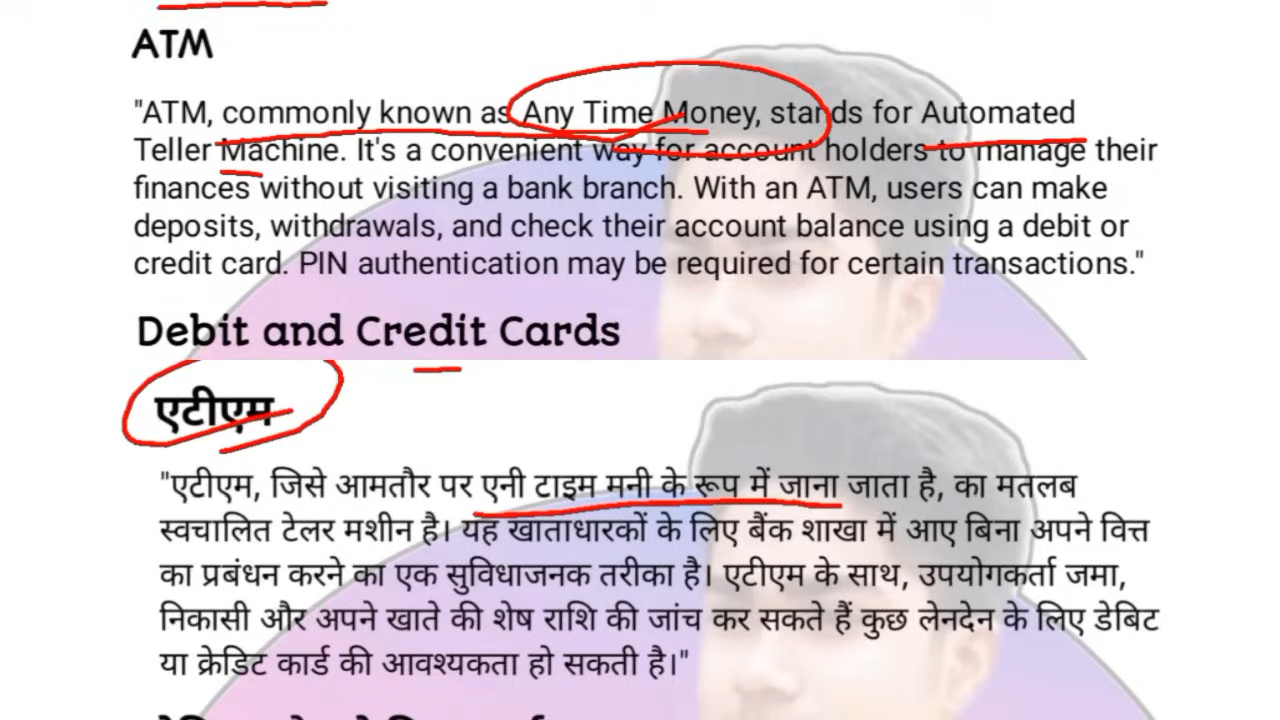 ATM
"ATM, commonly known as Any Time Money, stands for Automated
Teller Machine. It's a convenient way for account holders to manage their
finances without visiting a bank branch. With an ATM, users can make
deposits, withdrawals, and check their account balance using a debit or
credit card. PIN authentication may be required for certain transactions."
Debit and Credit Cards
एटीएम
"एटीएम, जिसे आमतौर पर एनी टाइम मनी के रूप में जाना जाता है, का मतलब
स्वचालित टेलर मशीन है। यह खाताधारकों के लिए बैंक शाखा में आए बिना अपने वित्त
का प्रबंधन करने का एक सुविधाजनक तरीका है। एटीएम के साथ, उपयोगकर्ता जमा,
निकासी और अपने खाते की शेष राशि की जांच कर सकते हैं कुछ लेनदेन के लिए डेबिट
या क्रेडिट कार्ड की आवश्यकता हो सकती है।"